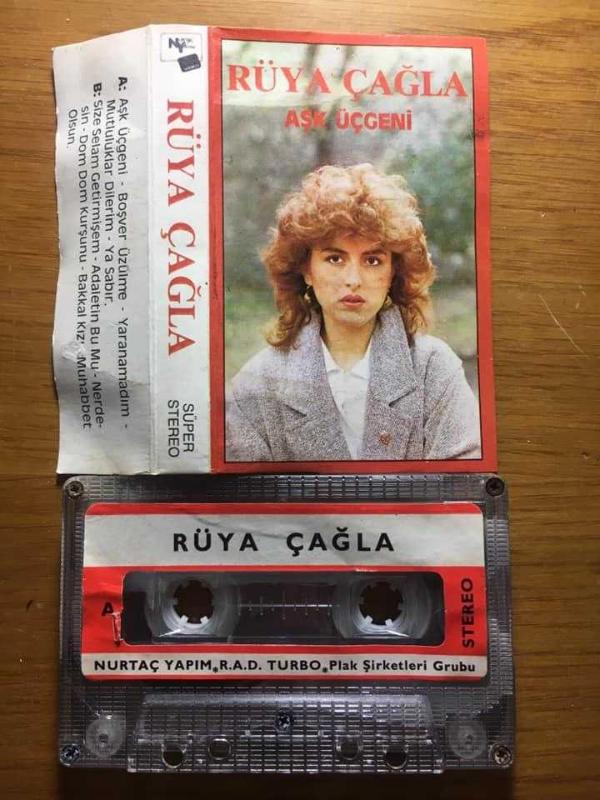 RÜYA ÇAĞLA
AŞK ÜÇGENİ
NY
RÜYA ÇAĞLA
SÜPER
STEREO
A: Aşk Üçgeni - Boşver Üzülme - Yaranamadım -
Mutluluklar Dilerim - Ya Sabır.
B: Size Selam Getirmişem - Adaletin Bu Mu - Nerde-
sin - Dom Dom Kurşunu - Bakkal Kızı - Muhabbet
Olsun.
RÜYA ÇAĞLA
A
STEREO
NURTAÇ YAPIM*R.A.D. TURBO*Plak Şirketleri Grubu